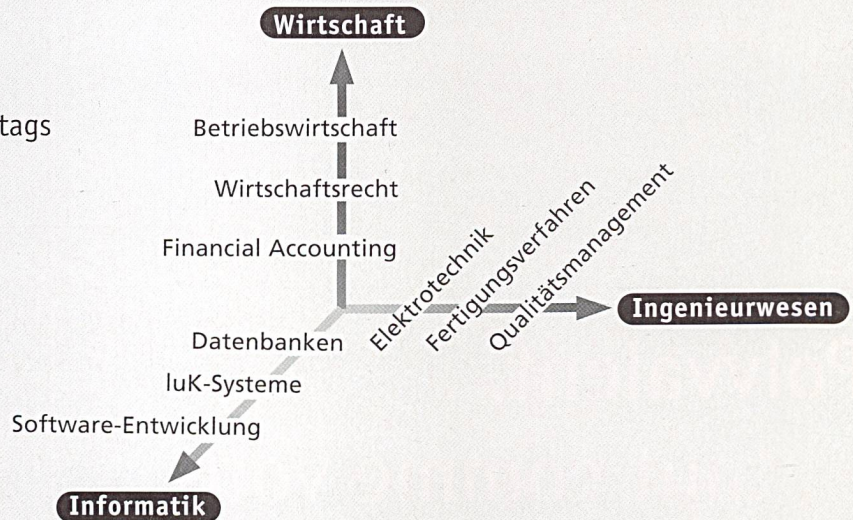 Wirtschaft
tags
Betriebswirtschaft
Wirtschaftsrecht
Financial Accounting
Elektrotechnik
Fertigungsverfahren
Qualitätsmanagement
Ingenieurwesen
Datenbanken
IuK-Systeme
Software-Entwicklung
Informatik